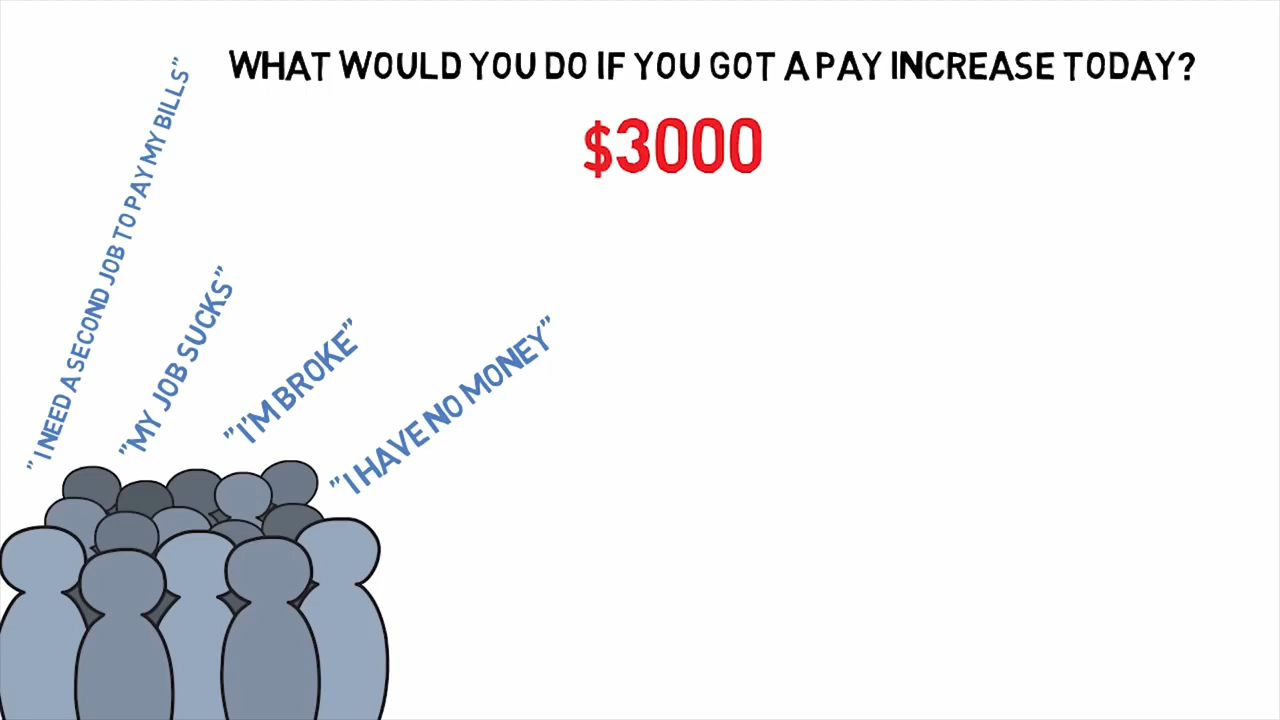 WHAT WOULD YOU DO IF YOU GOT A PAY INCREASE TODAY?
$3000
"I NEED A SECOND JOB TO PAY MY BILLS"
"MY JOB SUCKS"
"I'M BROKE"
"I HAVE NO MONEY"